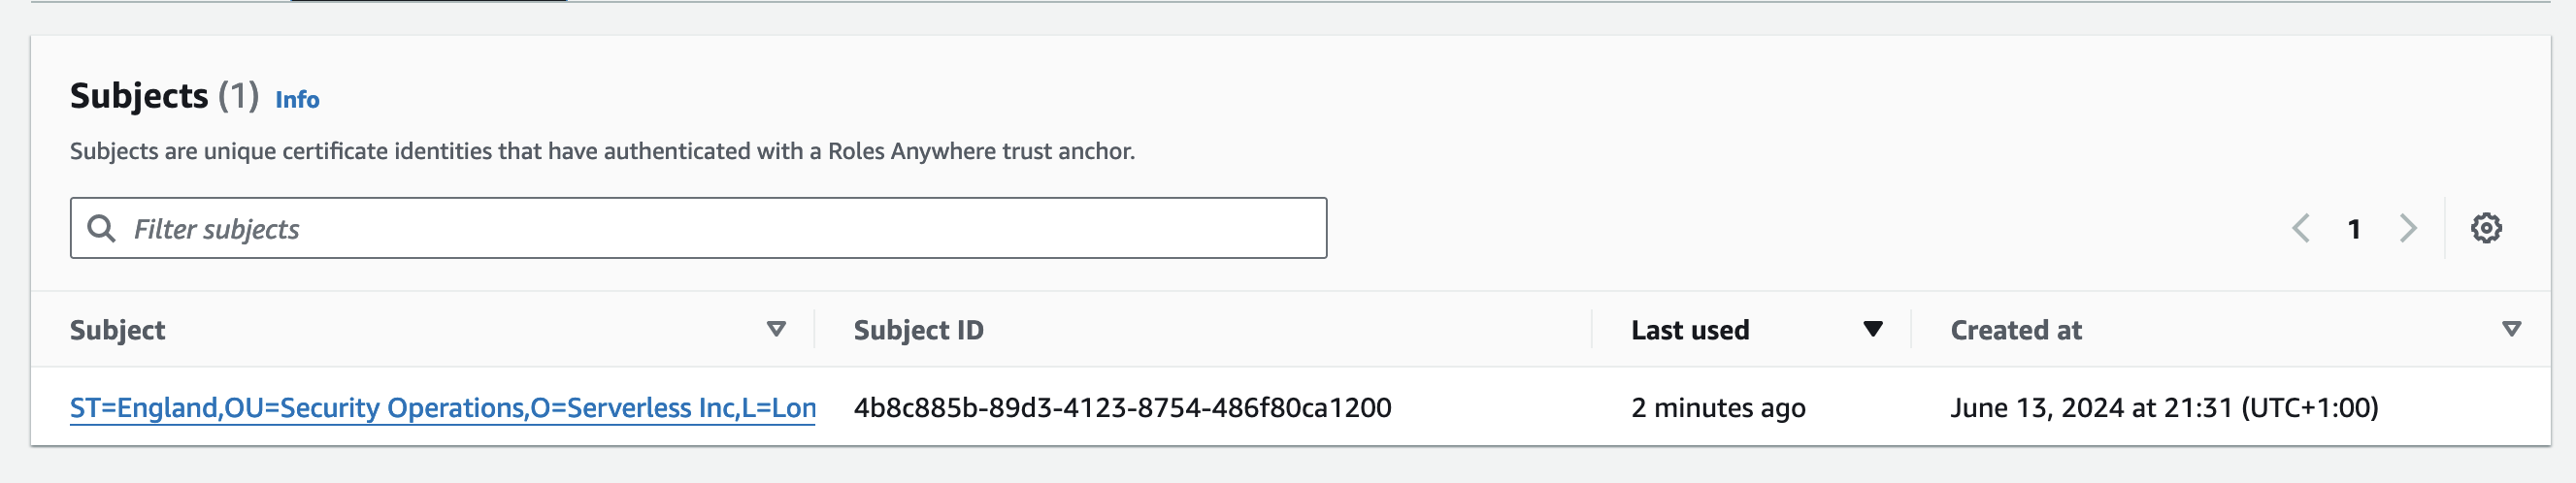 Subjects (1) Info
Subjects are unique certificate identities that have authenticated with a Roles Anywhere trust anchor.
Filter subjects
1
Subject Subject ID Last used Created at
ST=England,OU=Security Operations,O=Serverless Inc,L=Lon 4b8c885b-89d3-4123-8754-486f80ca1200 2 minutes ago June 13, 2024 at 21:31 (UTC+1:00)